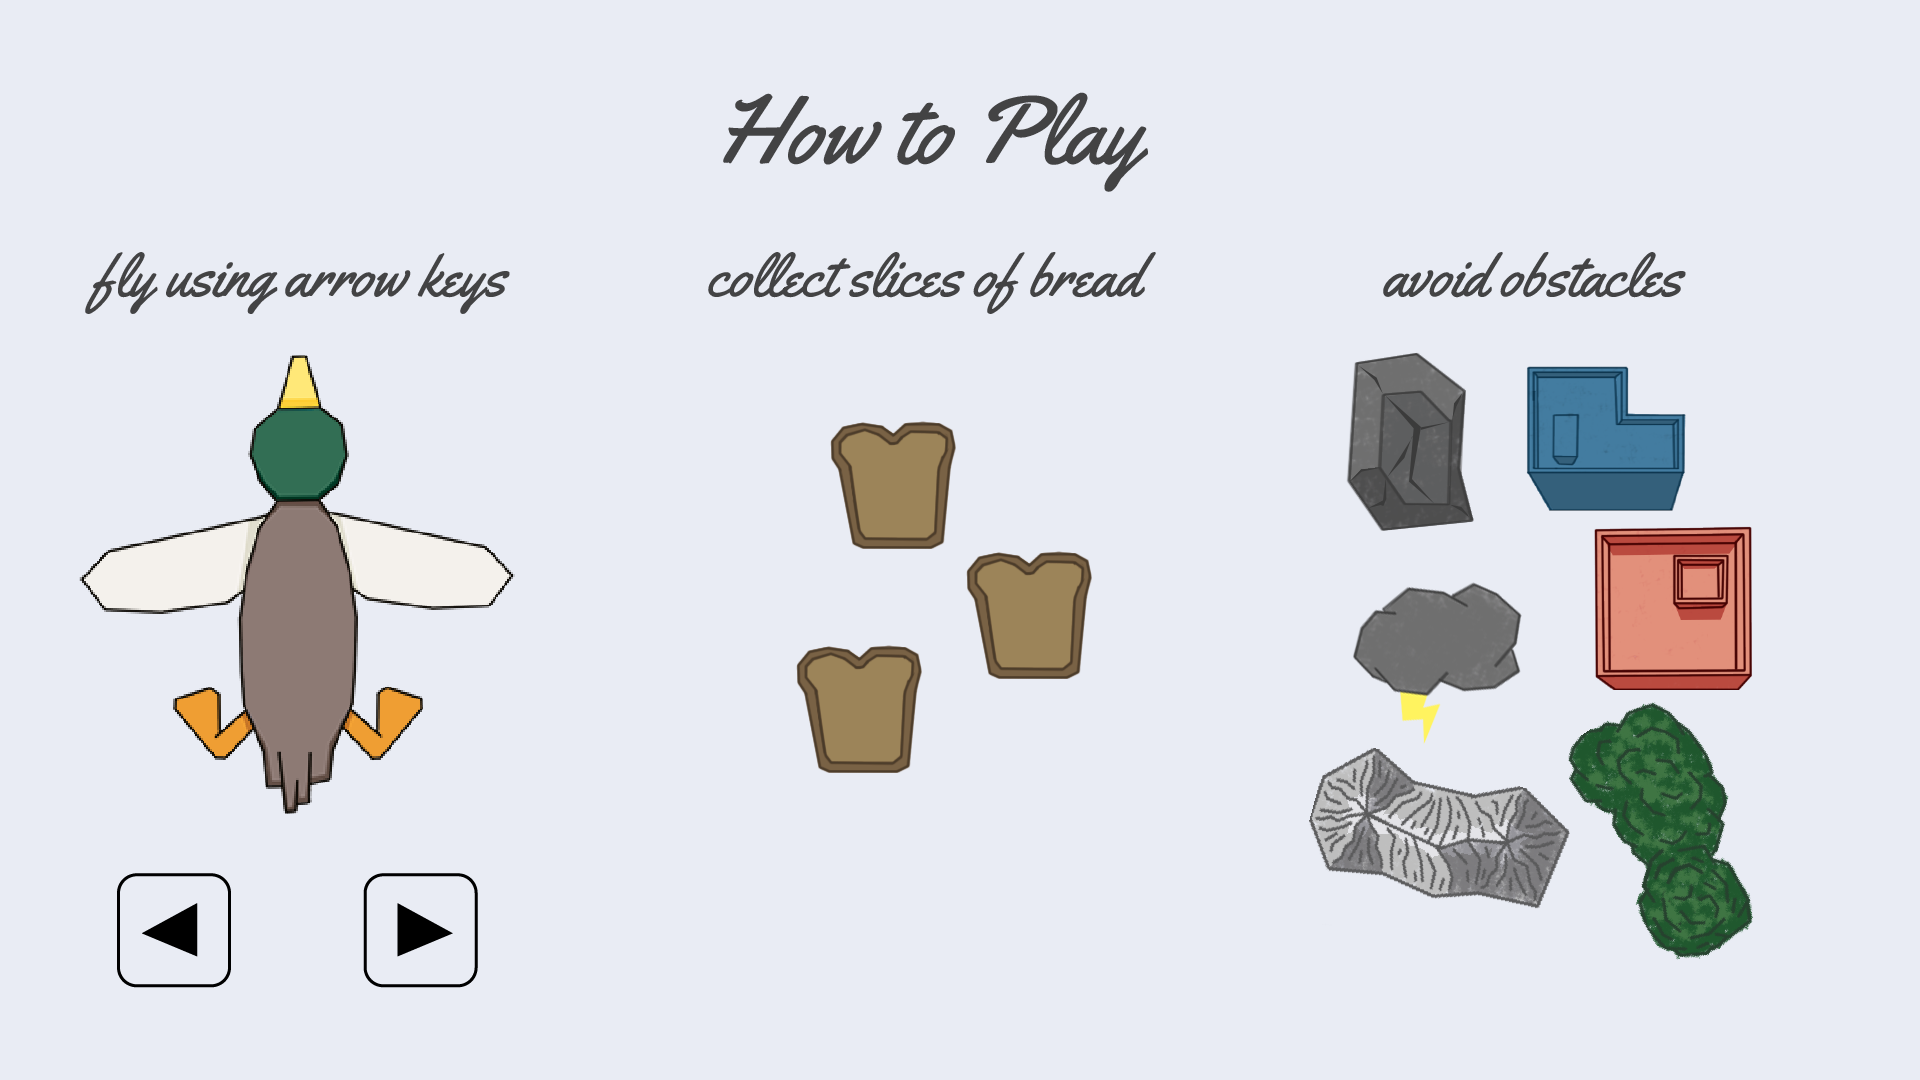 How to Play
fly using arrow keys
collect slices of bread
avoid obstacles